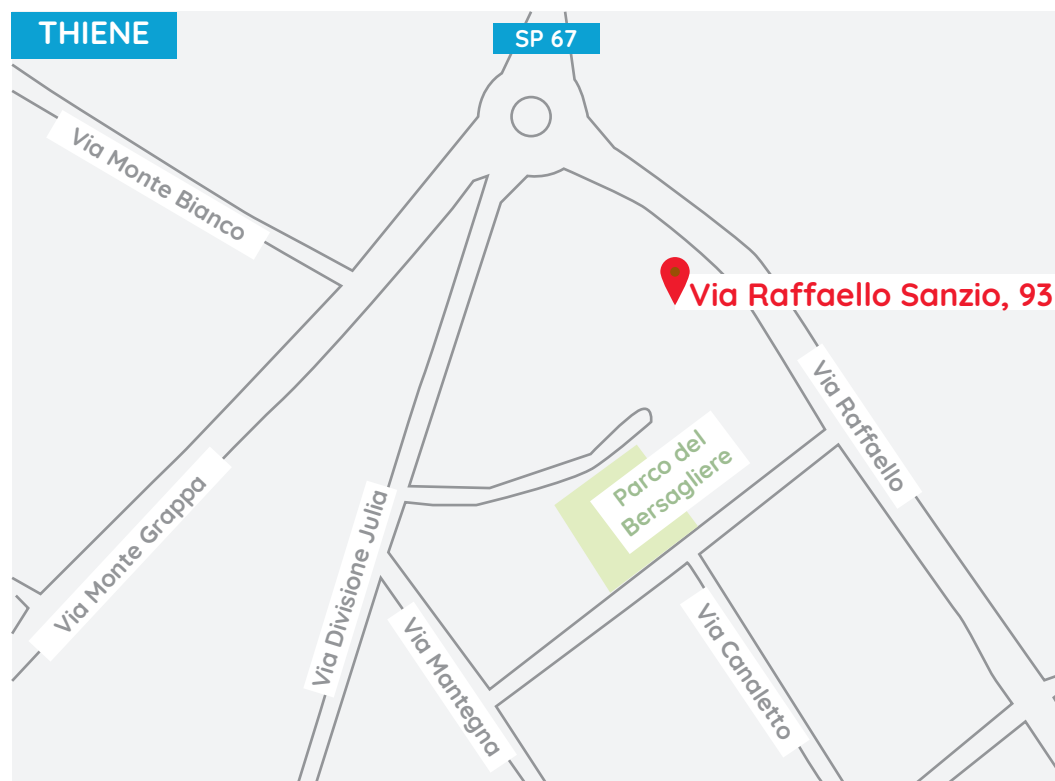 THIENE
SP 67
Via Monte Bianco
Via Raffaello Sanzio, 93
Via Raffaello
Parco del
Bersagliere
Via Monte Grappa
Via Divisione Julia
Via Mantegna
Via Canaletto